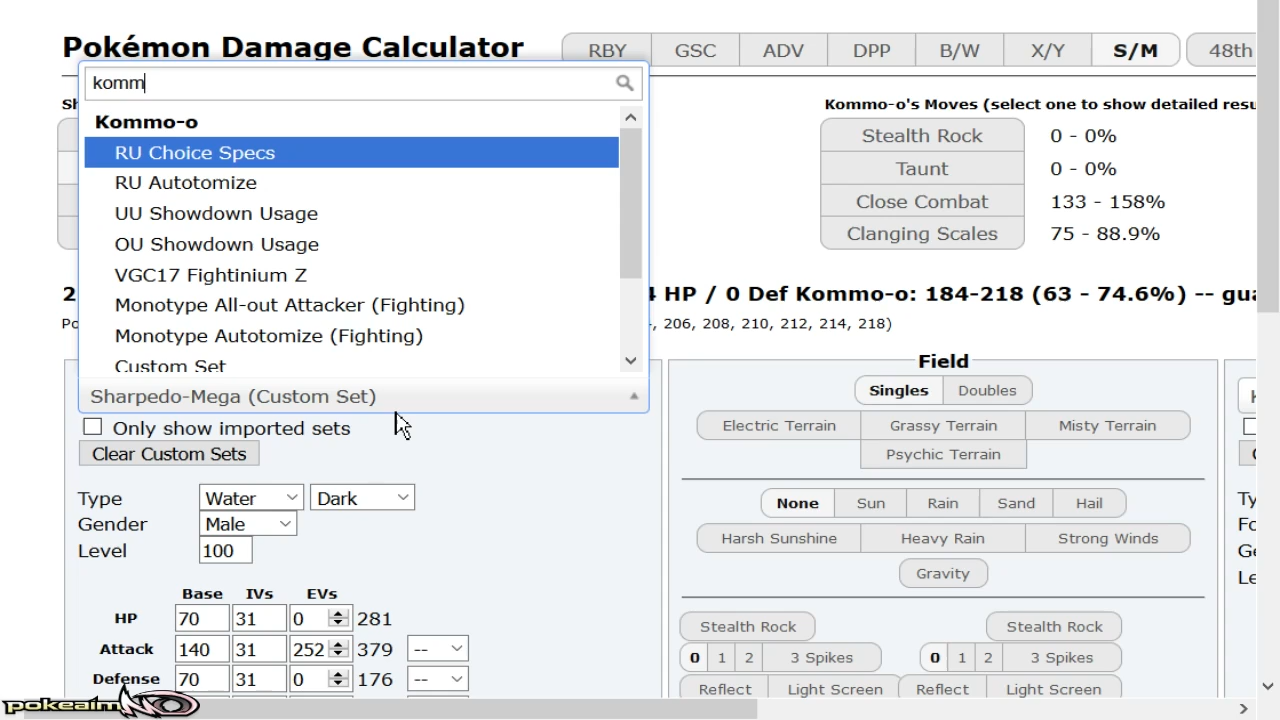 Pokémon Damage Calculator
RBY GSC ADV DPP B/W X/Y S/M 48th
komm
Kommo-o
RU Choice Specs
RU Autotomize
UU Showdown Usage
OU Showdown Usage
VGC17 Fightinium Z
Monotype All-out Attacker (Fighting)
Monotype Autotomize (Fighting)
Custom Set
Sharpedo-Mega (Custom Set)
Kommo-o's Moves (select one to show detailed resu
Stealth Rock 0 - 0%
Taunt 0 - 0%
Close Combat 133 - 158%
Clanging Scales 75 - 88.9%
HP / 0 Def Kommo-o: 184-218 (63 - 74.6%) -- gua
, 206, 208, 210, 212, 214, 218)
Only show imported sets
Clear Custom Sets
Type Water Dark
Gender Male
Level 100
Base IVs EVs
HP 70 31 0 281
Attack 140 31 252 379 --
Defense 70 31 0 176 --
Field
Singles Doubles
Electric Terrain Grassy Terrain Misty Terrain
Psychic Terrain
None Sun Rain Sand Hail
Harsh Sunshine Heavy Rain Strong Winds
Gravity
Stealth Rock Stealth Rock
0 1 2 3 Spikes 0 1 2 3 Spikes
Reflect Light Screen Reflect Light Screen
pokeaimMD